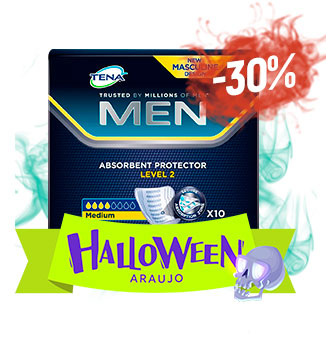 -30%
TENA
NEW
MASCULINE
DESIGN
TRUSTED BY MILLIONS OF MEN
MEN
ABSORBENT PROTECTOR
LEVEL 2
Medium
X10
HALLOWEEN
ARAUJO